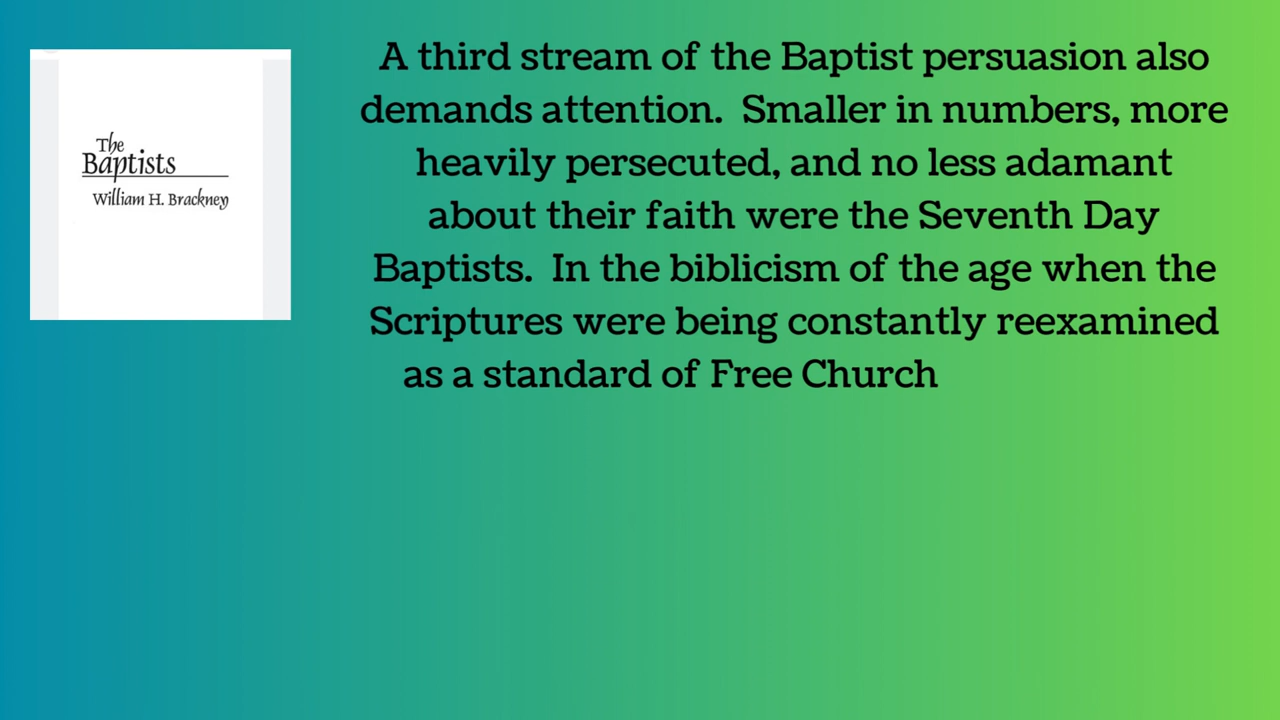 The
Baptists
William H. Brackney
A third stream of the Baptist persuasion also
demands attention.  Smaller in numbers, more
heavily persecuted, and no less adamant
about their faith were the Seventh Day
Baptists.  In the biblicism of the age when the
Scriptures were being constantly reexamined
as a standard of Free Church